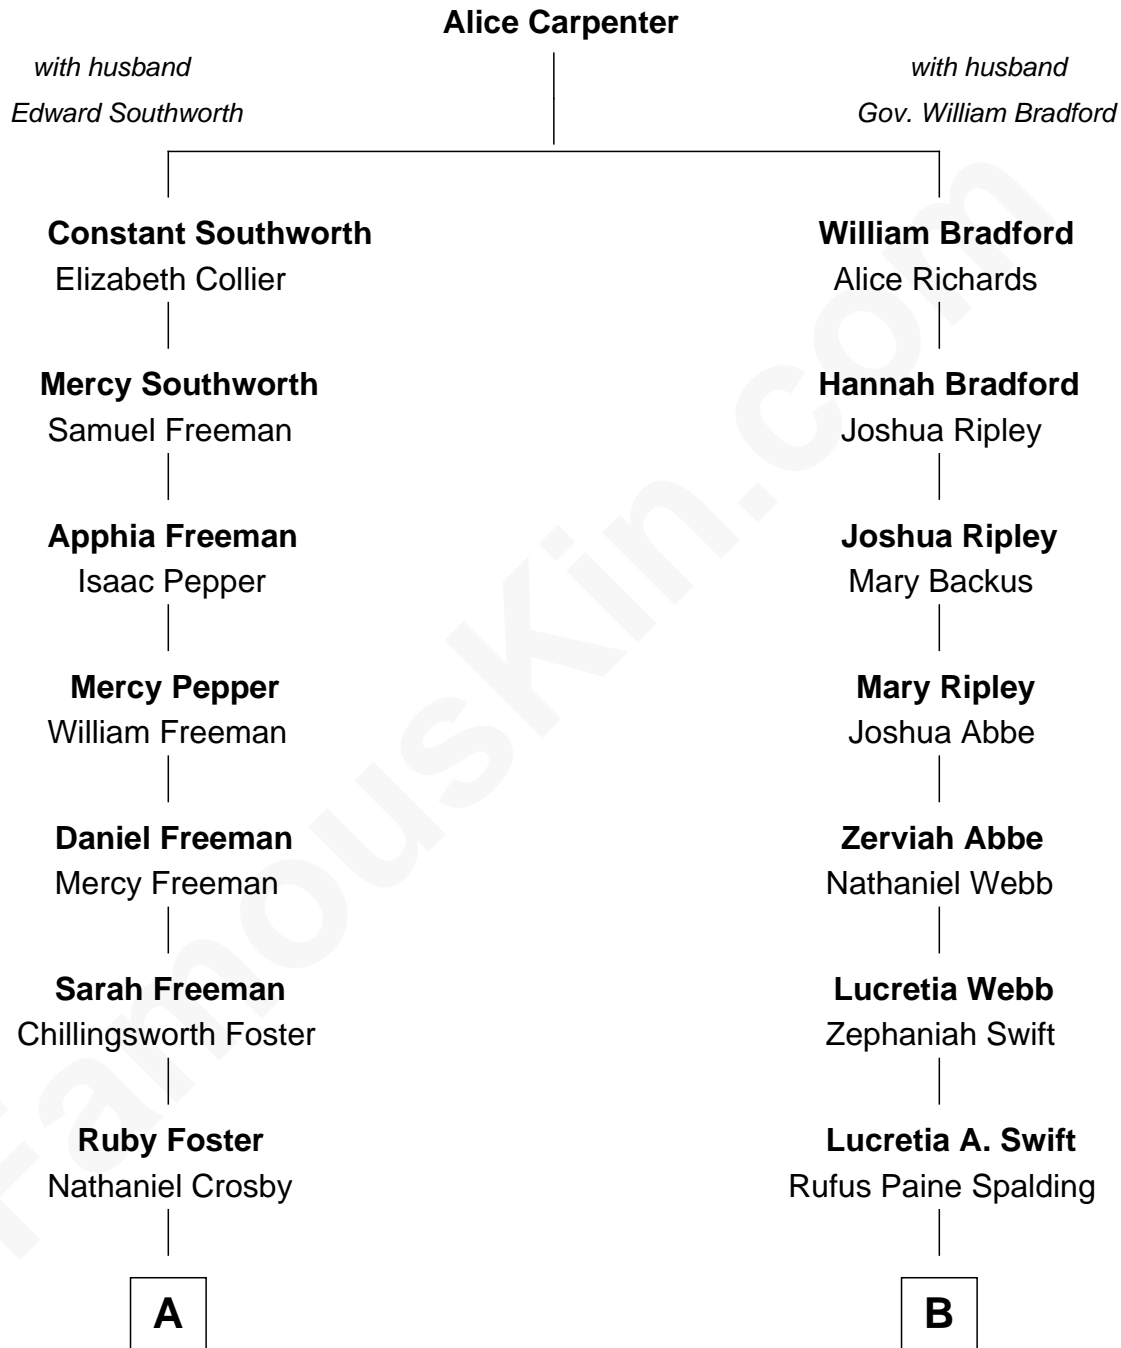 Alice Carpenter
with husband
Edward Southworth
with husband
Gov. William Bradford
Constant Southworth
Elizabeth Collier
William Bradford
Alice Richards
Mercy Southworth
Samuel Freeman
Hannah Bradford
Joshua Ripley
Apphia Freeman
Isaac Pepper
Joshua Ripley
Mary Backus
Mercy Pepper
William Freeman
Mary Ripley
Joshua Abbe
Daniel Freeman
Mercy Freeman
Zerviah Abbe
Nathaniel Webb
Sarah Freeman
Chillingsworth Foster
Lucretia Webb
Zephaniah Swift
Ruby Foster
Nathaniel Crosby
Lucretia A. Swift
Rufus Paine Spalding
A
B
FamousKin.com